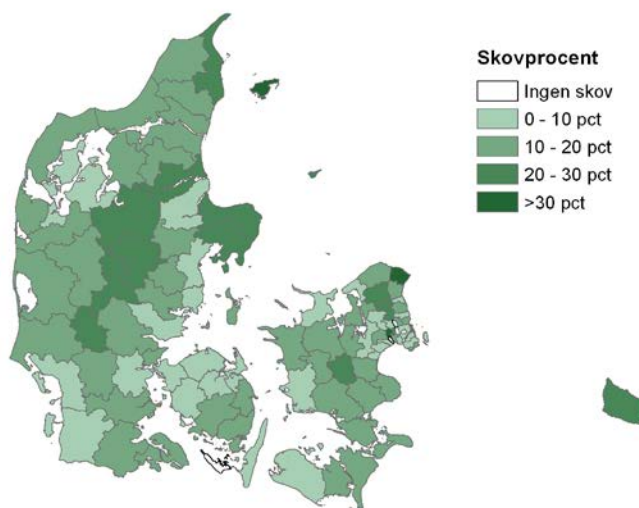 Skovprocent
Ingen skov
0 - 10 pct
10 - 20 pct
20 - 30 pct
>30 pct